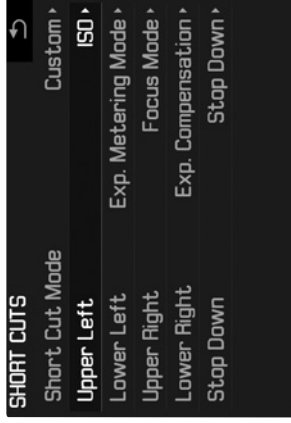 SHORT CUTS
Short Cut Mode Custom
Upper Left ISO
Lower Left Exp. Metering Mode
Upper Right Focus Mode
Lower Right Exp. Compensation
Stop Down Stop Down